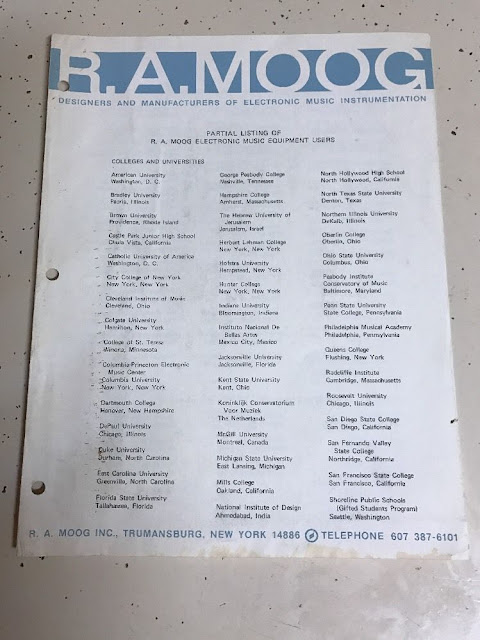 R.A.MOOG
DESIGNERS AND MANUFACTURERS OF ELECTRONIC MUSIC INSTRUMENTATION
PARTIAL LISTING OF
R. A. MOOG ELECTRONIC MUSIC EQUIPMENT USERS
COLLEGES AND UNIVERSITIES
American University
Washington, D. C.
Bradley University
Peoria, Illinois
Brown University
Providence, Rhode Island
Castle Park Junior High School
Chula Vista, California
Catholic University of America
Washington, D. C.
City College of New York
New York, New York
Cleveland Institute of Music
Cleveland, Ohio
Colgate University
Hamilton, New York
College of St. Teresa
Winona, Minnesota
Columbia-Princeton Electronic
Music Center
Columbia University
New York, New York
Dartmouth College
Hanover, New Hampshire
DePaul University
Chicago, Illinois
Duke University
Durham, North Carolina
East Carolina University
Greenville, North Carolina
Florida State University
Tallahassee, Florida
George Peabody College
Nashville, Tennessee
Hampshire College
Amherst, Massachusetts
The Hebrew University of
Jerusalem
Jerusalem, Israel
Herbert Lehman College
New York, New York
Hofstra University
Hempstead, New York
Hunter College
New York, New York
Indiana University
Bloomington, Indiana
Instituto Nacional De
Bellas Artes
Mexico City, Mexico
Jacksonville University
Jacksonville, Florida
Kent State University
Kent, Ohio
Koninklijk Conservatorium
Voor Muziek
The Netherlands
McGill University
Montreal, Canada
Michigan State University
East Lansing, Michigan
Mills College
Oakland, California
National Institute of Design
Ahmedabad, India
North Hollywood High School
North Hollywood, California
North Texas State University
Denton, Texas
Northern Illinois University
DeKalb, Illinois
Oberlin College
Oberlin, Ohio
Ohio State University
Columbus, Ohio
Peabody Institute
Conservatory of Music
Baltimore, Maryland
Penn State University
State College, Pennsylvania
Philadelphia Musical Academy
Philadelphia, Pennsylvania
Queens College
Flushing, New York
Radcliffe Institute
Cambridge, Massachusetts
Roosevelt University
Chicago, Illinois
San Diego State College
San Diego, California
San Fernando Valley
State College
Northridge, California
San Francisco State College
San Francisco, California
Shoreline Public Schools
(Gifted Students Program)
Seattle, Washington
R. A. MOOG INC., TRUMANSBURG, NEW YORK 14886 TELEPHONE 607 387-6101